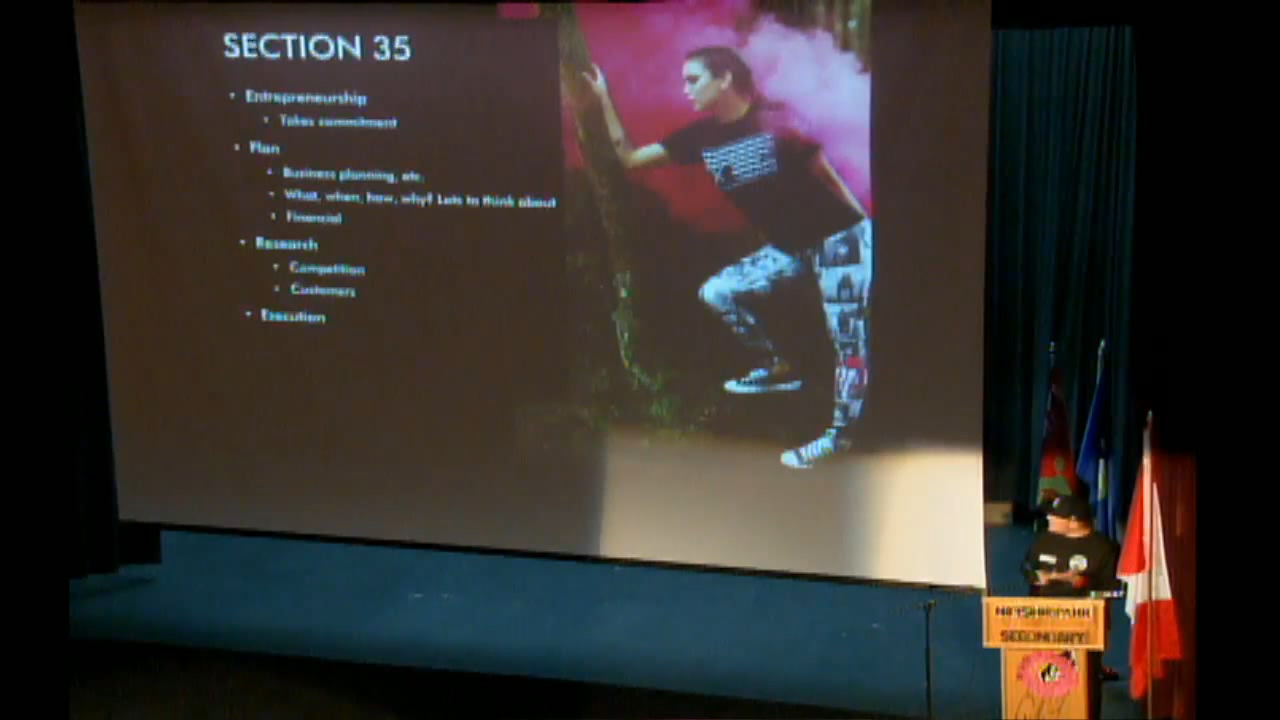 SECTION 35
• Entrepreneurship
• Takes commitment
• Plan
• Business planning, etc.
• What, when, how, why? Lots to think about
• Financial
• Research
• Competition
• Customers
• Execution
SECONDARY